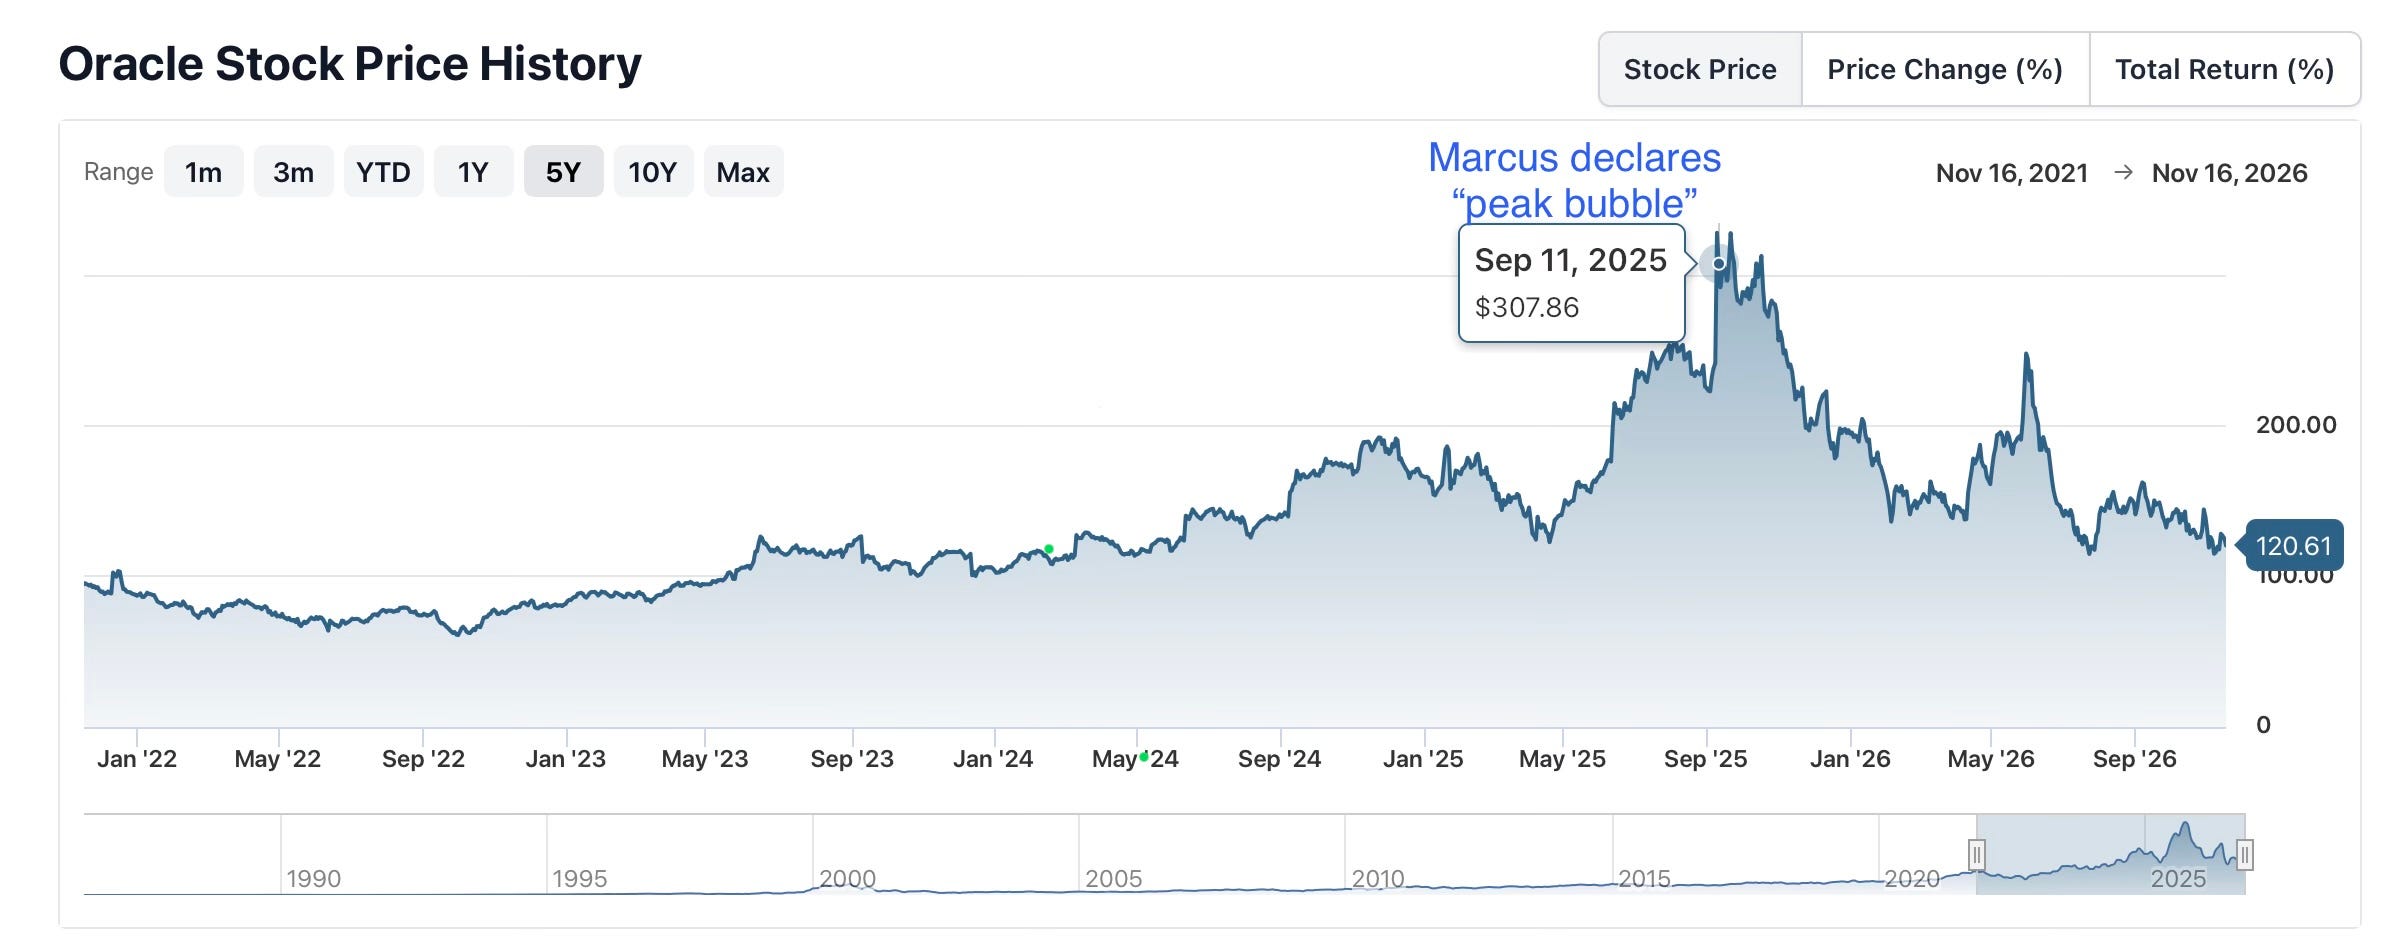 Oracle Stock Price History
Stock Price Price Change (%) Total Return (%)
Range 1m 3m YTD 1Y 5Y 10Y Max
Nov 16, 2021 → Nov 16, 2026
Marcus declares
“peak bubble”
Sep 11, 2025
$307.86
200.00
120.61
100.00
0
Jan '22 May '22 Sep '22 Jan '23 May '23 Sep '23 Jan '24 May '24 Sep '24 Jan '25 May '25 Sep '25 Jan '26 May '26 Sep '26
1990 1995 2000 2005 2010 2015 2020 2025